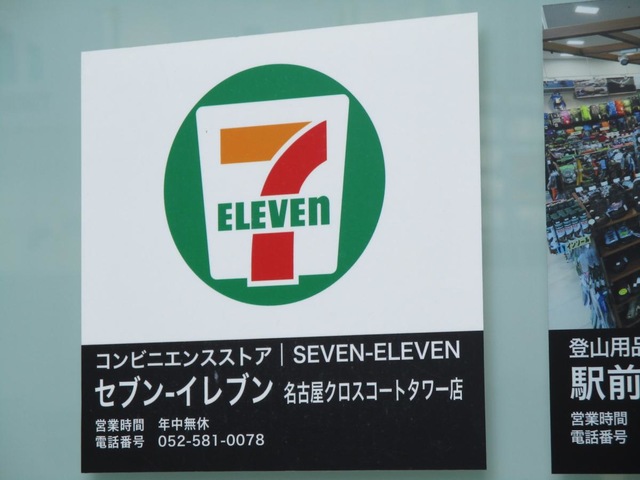 7
ELEVEn
コンビニエンスストア | SEVEN-ELEVEN
セブン-イレブン 名古屋クロスコートタワー店
営業時間 年中無休
電話番号 052-581-0078
登山用品
駅前
営業時間
電話番号